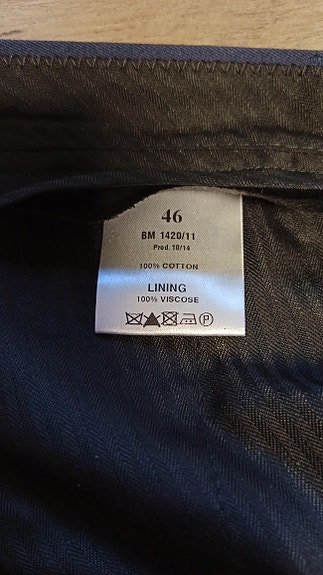 46
BM 1420/11
Prod. 10/14
100% COTTON
LINING
100% VISCOSE
P